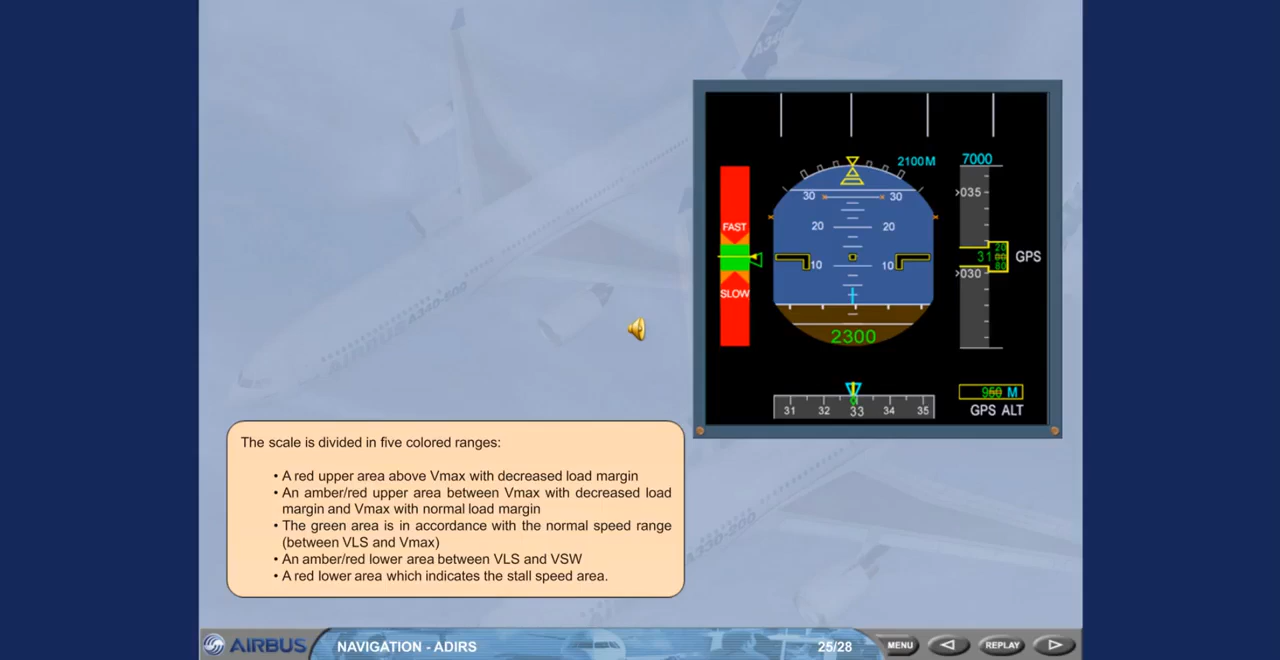 2100M
7000
035
30
30
FAST
20
20
20
31 00
80
GPS
10
10
030
SLOW
2300
950 M
31
32
33
34
35
GPS ALT
The scale is divided in five colored ranges:
• A red upper area above Vmax with decreased load margin
• An amber/red upper area between Vmax with decreased load
margin and Vmax with normal load margin
• The green area is in accordance with the normal speed range
(between VLS and Vmax)
• An amber/red lower area between VLS and VSW
• A red lower area which indicates the stall speed area.
AIRBUS
NAVIGATION - ADIRS
25/28
MENU
REPLAY